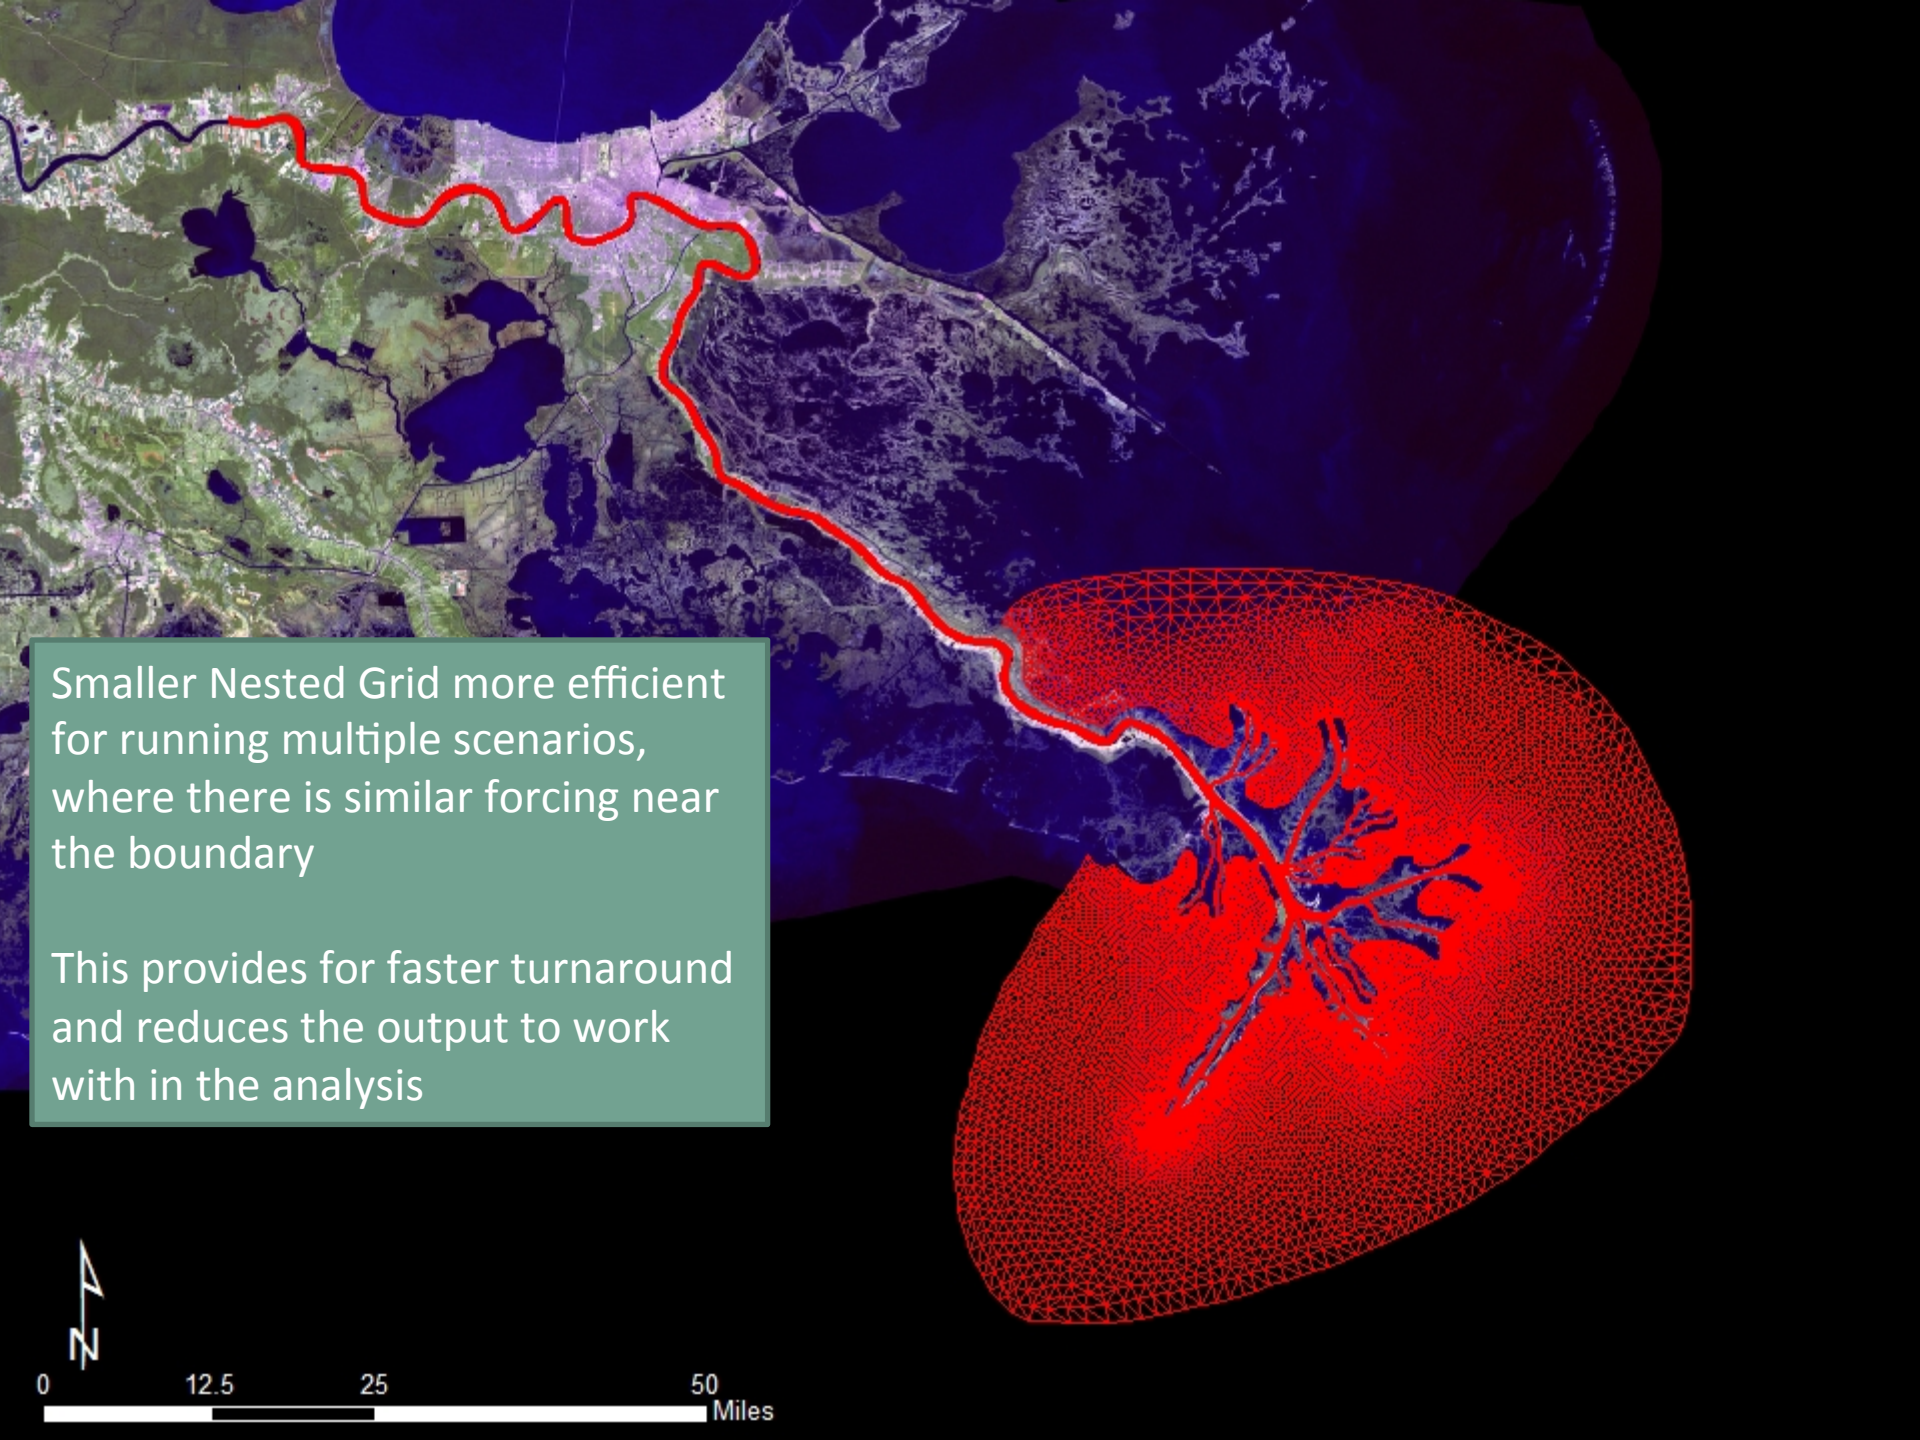 Smaller Nested Grid more efficient
for running multiple scenarios,
where there is similar forcing near
the boundary
This provides for faster turnaround
and reduces the output to work
with in the analysis
N
0 12.5 25 50
Miles